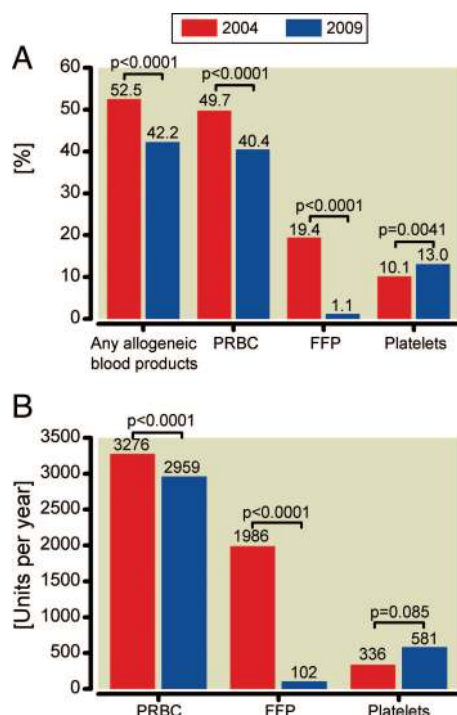 2004 2009
A
[%]
60
50
40
30
20
10
0
p<0.0001
52.5
42.2
p<0.0001
49.7
40.4
p<0.0001
19.4
1.1
p=0.0041
10.1
13.0
Any allogeneic
blood products
PRBC
FFP
Platelets
B
[Units per year]
3500
3000
2500
2000
1500
1000
500
0
p<0.0001
3276
2959
p<0.0001
1986
102
p=0.085
336
581
PRBC
FFP
Platelets